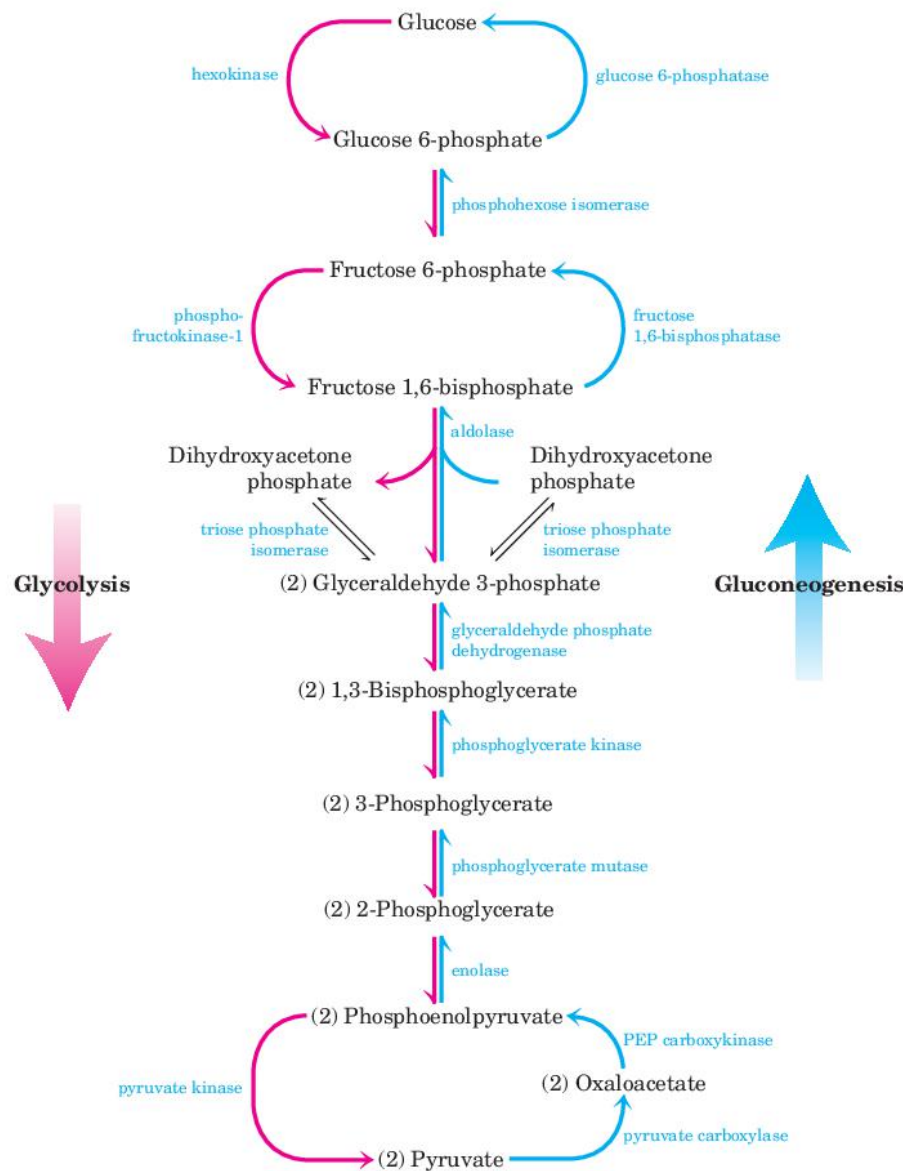 Glucose
hexokinase
glucose 6-phosphatase
Glucose 6-phosphate
phosphohexose isomerase
Fructose 6-phosphate
phospho-
fructokinase-1
fructose
1,6-bisphosphatase
Fructose 1,6-bisphosphate
aldolase
Dihydroxyacetone
phosphate
Dihydroxyacetone
phosphate
triose phosphate
isomerase
triose phosphate
isomerase
Glycolysis
(2) Glyceraldehyde 3-phosphate
Gluconeogenesis
glyceraldehyde phosphate
dehydrogenase
(2) 1,3-Bisphosphoglycerate
phosphoglycerate kinase
(2) 3-Phosphoglycerate
phosphoglycerate mutase
(2) 2-Phosphoglycerate
enolase
(2) Phosphoenolpyruvate
PEP carboxykinase
pyruvate kinase
(2) Oxaloacetate
pyruvate carboxylase
(2) Pyruvate